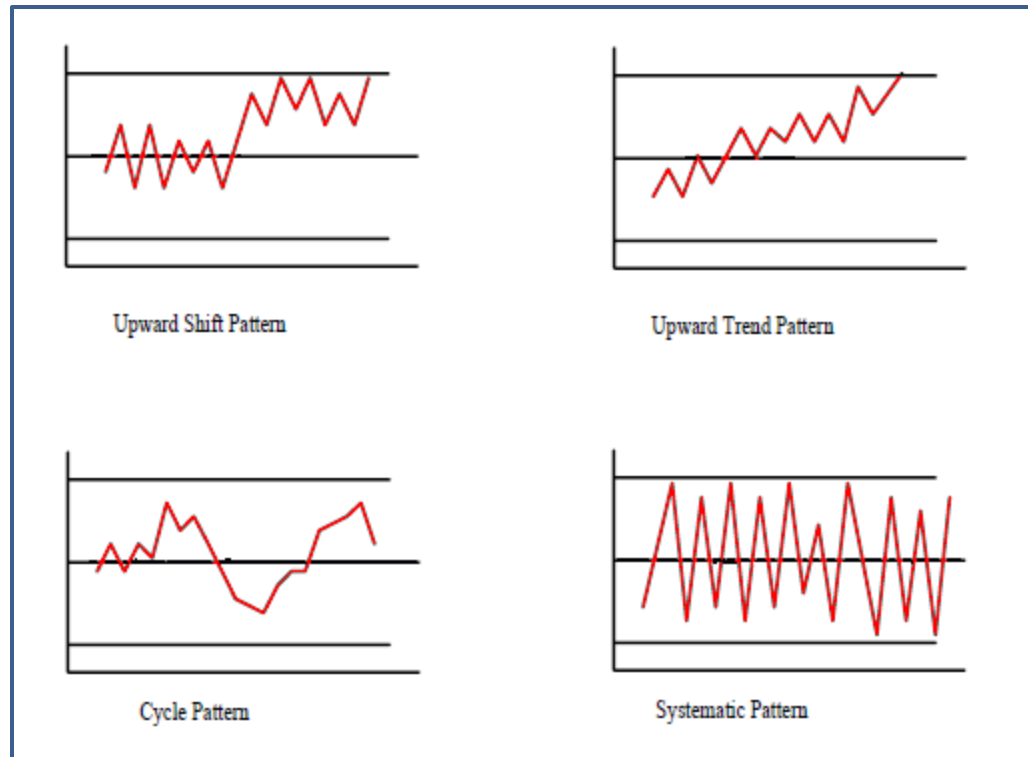 Upward Shift Pattern
Upward Trend Pattern
Cycle Pattern
Systematic Pattern